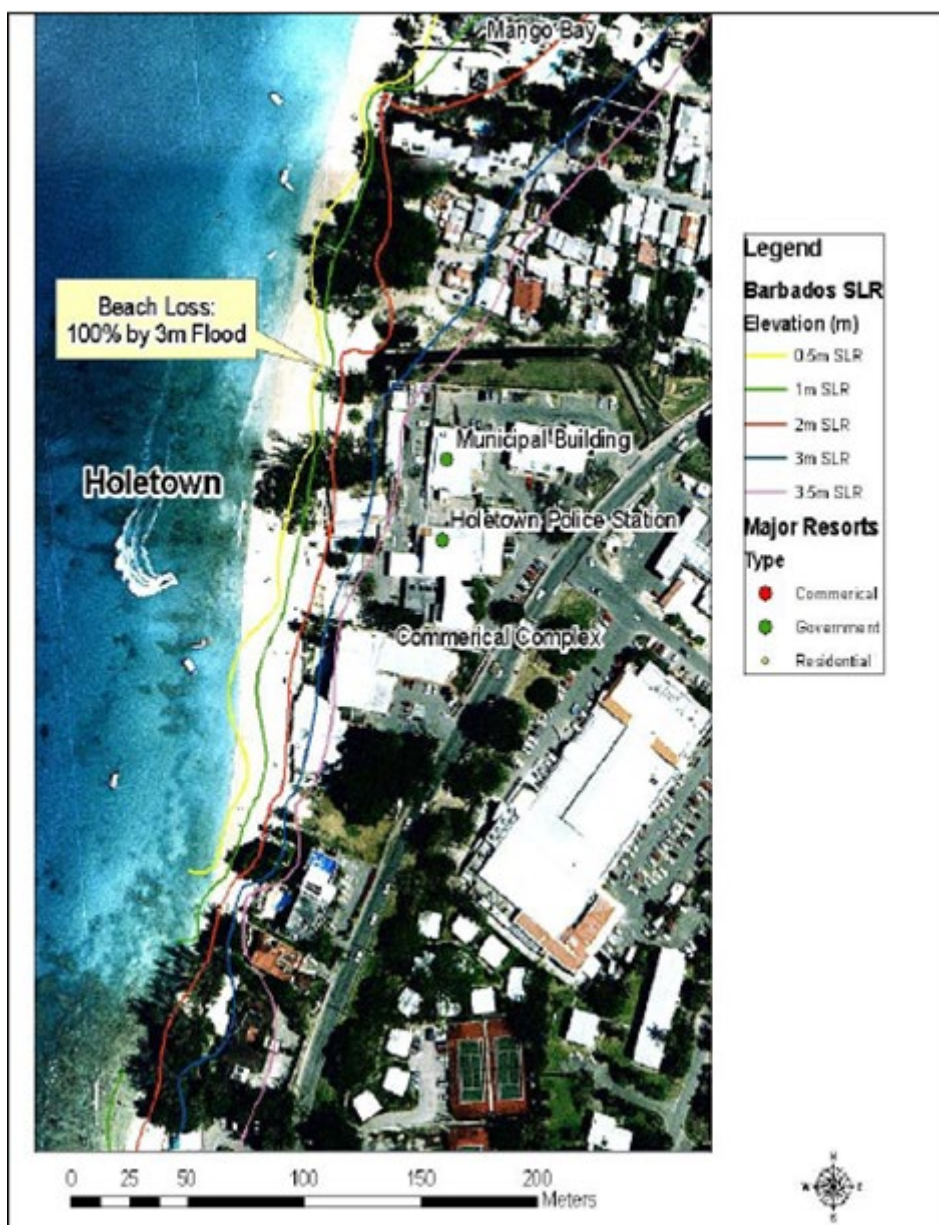 Mango Bay
Beach Loss:
100% by 3m Flood
Municipal Building
Holetown
Holetown Police Station
Commerical Complex
Legend
Barbados SLR
Elevation (m)
0.5m SLR
1m SLR
2m SLR
3m SLR
3.5m SLR
Major Resorts
Type
Commerical
Government
Residential
0 25 50 100 150 200
Meters
N
W E
S